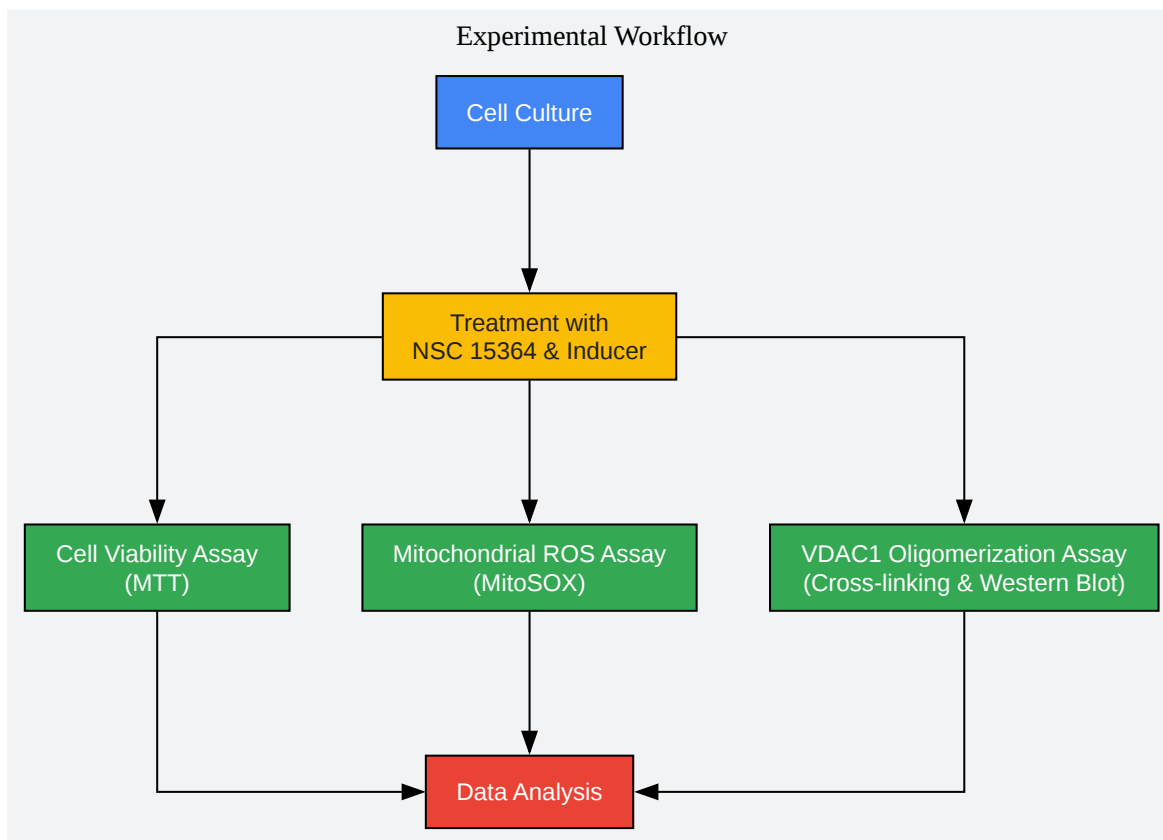 Experimental Workflow
Cell Culture
Treatment with
NSC 15364 & Inducer
Cell Viability Assay
(MTT)
Mitochondrial ROS Assay
(MitoSOX)
VDAC1 Oligomerization Assay
(Cross-linking & Western Blot)
Data Analysis